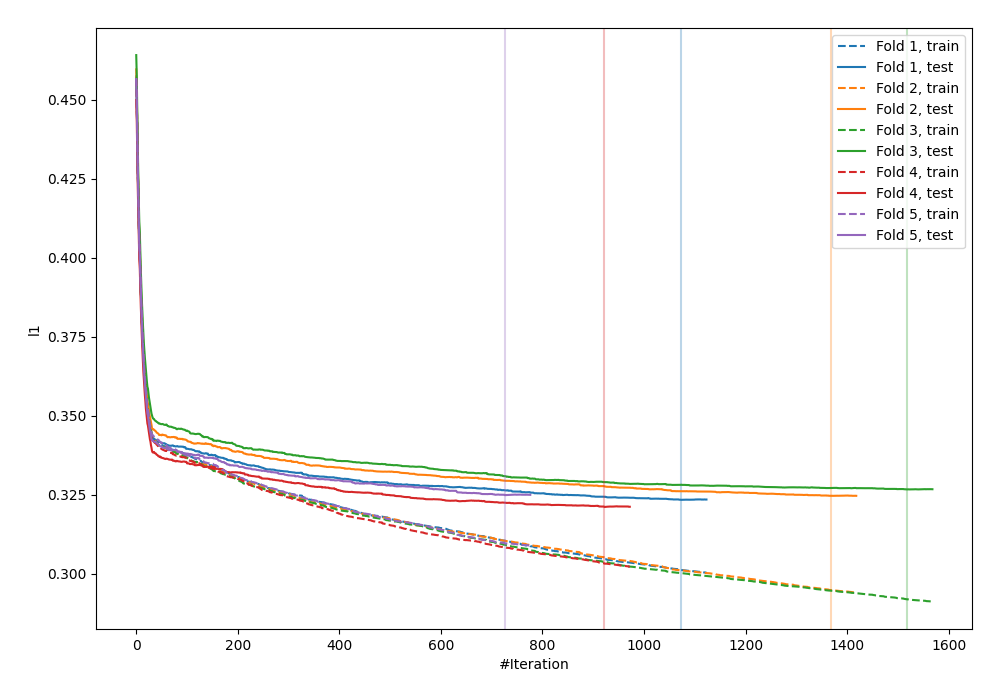 0.450
0.425
0.400
0.375
0.350
0.325
0.300
l1
0 200 400 600 800 1000 1200 1400 1600
#Iteration
Fold 1, train
Fold 1, test
Fold 2, train
Fold 2, test
Fold 3, train
Fold 3, test
Fold 4, train
Fold 4, test
Fold 5, train
Fold 5, test